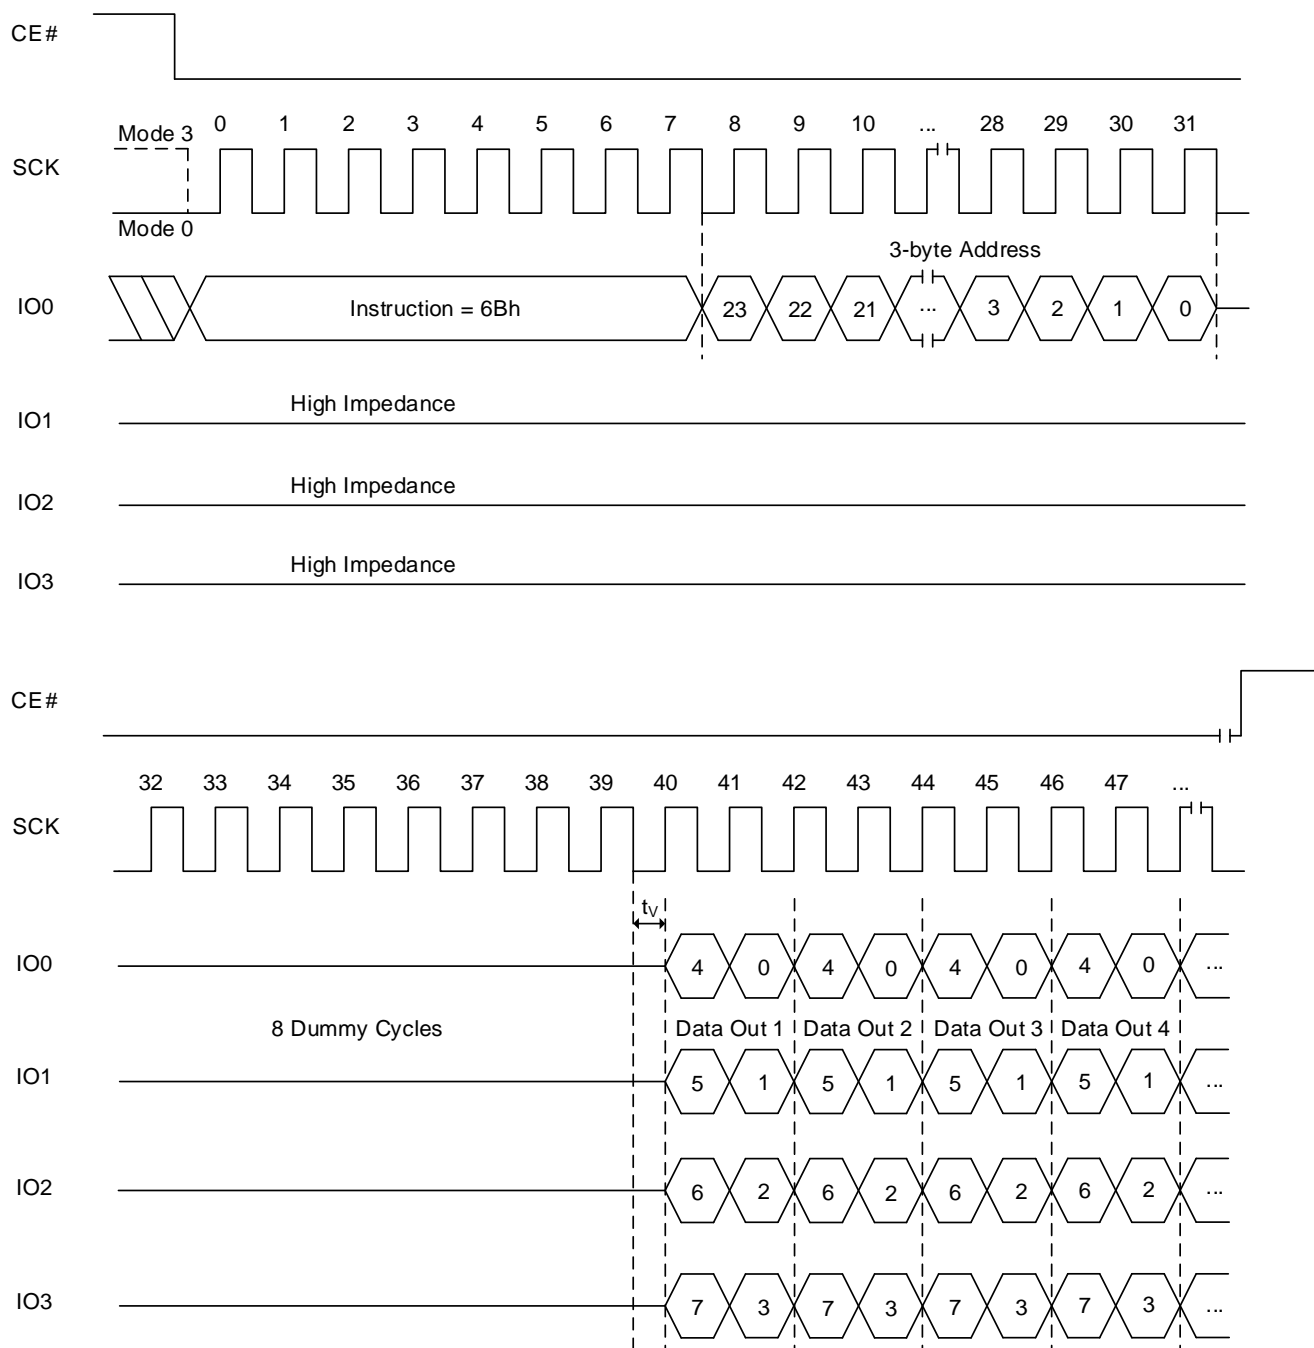 CE#
Mode 3 0 1 2 3 4 5 6 7 8 9 10 ... 28 29 30 31
SCK
Mode 0
3-byte Address
IO0 Instruction = 6Bh 23 22 21 ... 3 2 1 0
High Impedance
IO1
High Impedance
IO2
High Impedance
IO3
CE#
32 33 34 35 36 37 38 39 40 41 42 43 44 45 46 47 ...
SCK
tV
IO0 4 0 4 0 4 0 4 0 ...
8 Dummy Cycles Data Out 1 Data Out 2 Data Out 3 Data Out 4
IO1 5 1 5 1 5 1 5 1 ...
IO2 6 2 6 2 6 2 6 2 ...
IO3 7 3 7 3 7 3 7 3 ...